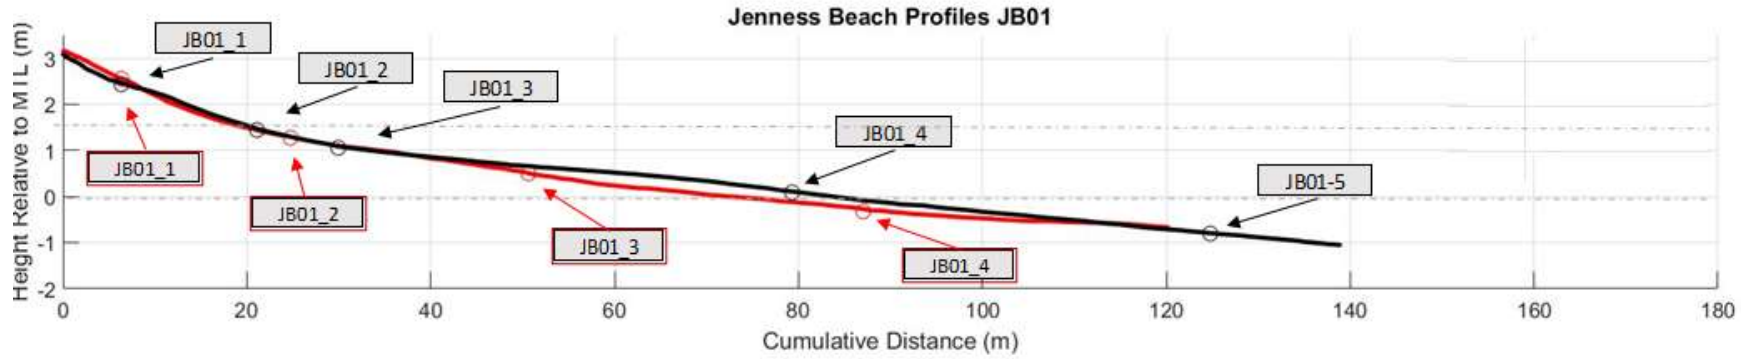 Jenness Beach Profiles JB01
Height Relative to MTL (m)
3
2
1
0
-1
-2
JB01_1
JB01_2
JB01_3
JB01_4
JB01-5
JB01_1
JB01_2
JB01_3
JB01_4
0
20
40
60
80
100
120
140
160
180
Cumulative Distance (m)